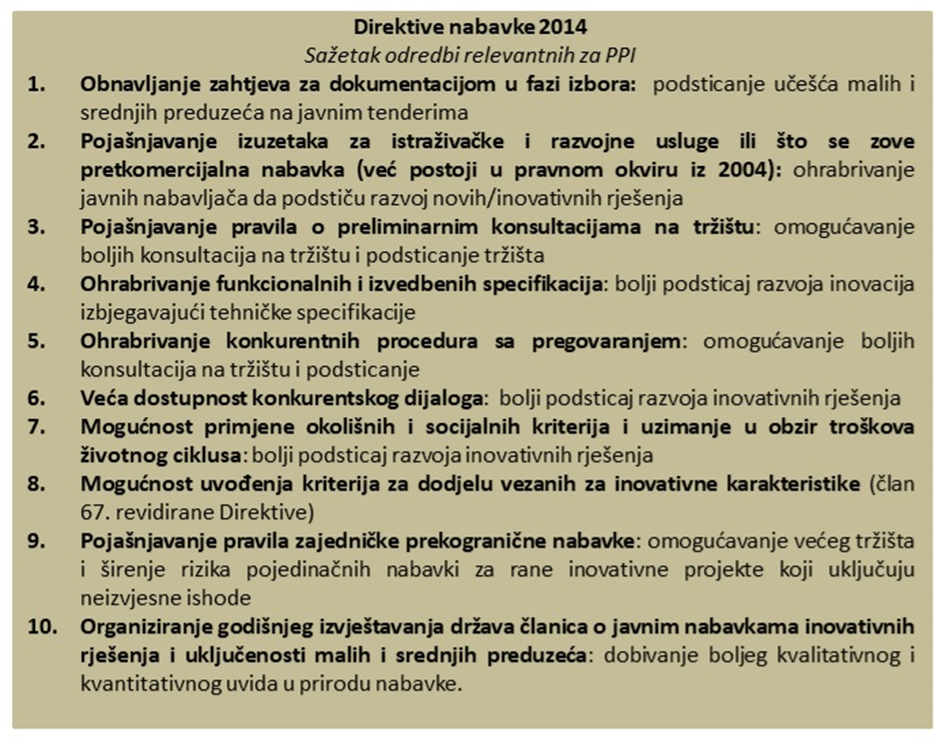 Direktive nabavke 2014
Sažetak odredbi relevantnih za PPI
1. Obnavljanje zahtjeva za dokumentacijom u fazi izbora: podsticanje učešća malih i
srednjih preduzeća na javnim tenderima
2. Pojašnjavanje izuzetaka za istraživačke i razvojne usluge ili što se zove
pretkomercijalna nabavka (već postoji u pravnom okviru iz 2004): ohrabrivanje
javnih nabavljača da podstiču razvoj novih/inovativnih rješenja
3. Pojašnjavanje pravila o preliminarnim konsultacijama na tržištu: omogućavanje
boljih konsultacija na tržištu i podsticanje tržišta
4. Ohrabrivanje funkcionalnih i izvedbenih specifikacija: bolji podsticaj razvoja inovacija
izbjegavajući tehničke specifikacije
5. Ohrabrivanje konkurentnih procedura sa pregovaranjem: omogućavanje boljih
konsultacija na tržištu i podsticanje
6. Veća dostupnost konkurentskog dijaloga: bolji podsticaj razvoja inovativnih rješenja
7. Mogućnost primjene okolišnih i socijalnih kriterija i uzimanje u obzir troškova
životnog ciklusa: bolji podsticaj razvoja inovativnih rješenja
8. Mogućnost uvođenja kriterija za dodjelu vezanih za inovativne karakteristike (član
67. revidirane Direktive)
9. Pojašnjavanje pravila zajedničke prekogranične nabavke: omogućavanje većeg tržišta
i širenje rizika pojedinačnih nabavki za rane inovativne projekte koji uključuju
neizvjesne ishode
10. Organiziranje godišnjeg izvještavanja država članica o javnim nabavkama inovativnih
rješenja i uključenosti malih i srednjih preduzeća: dobivanje boljeg kvalitativnog i
kvantitativnog uvida u prirodu nabavke.